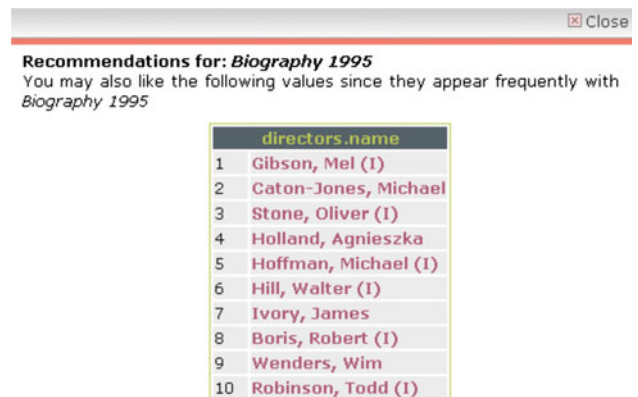 Close
Recommendations for: Biography 1995
You may also like the following values since they appear frequently with
Biography 1995
directors.name
1 Gibson, Mel (I)
2 Caton-Jones, Michael
3 Stone, Oliver (I)
4 Holland, Agnieszka
5 Hoffman, Michael (I)
6 Hill, Walter (I)
7 Ivory, James
8 Boris, Robert (I)
9 Wenders, Wim
10 Robinson, Todd (I)